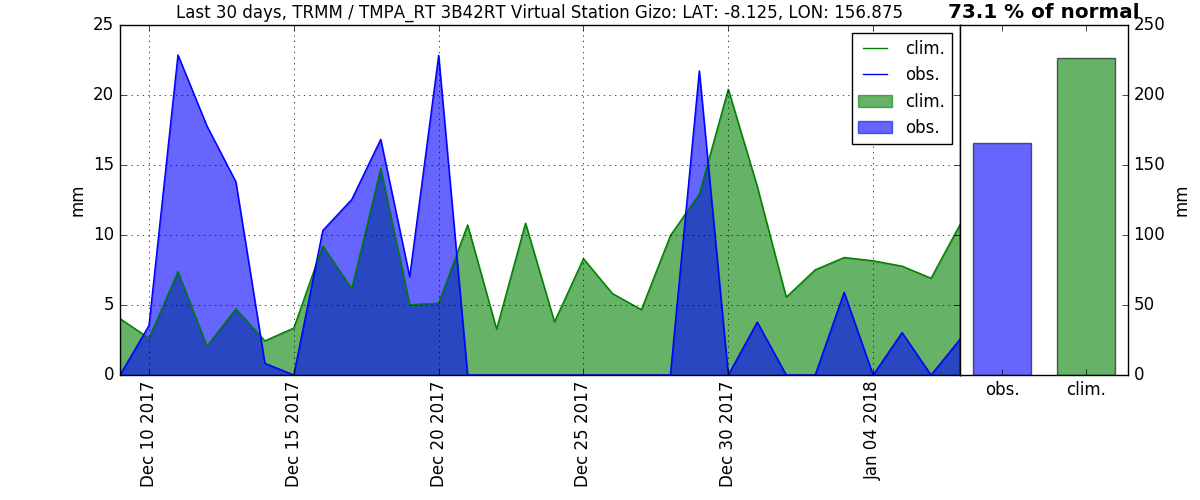 Last 30 days, TRMM / TMPA_RT 3B42RT Virtual Station Gizo: LAT: -8.125, LON: 156.875
73.1 % of normal
25
20
15
10
5
0
mm
clim.
obs.
clim.
obs.
Dec 10 2017
Dec 15 2017
Dec 20 2017
Dec 25 2017
Dec 30 2017
Jan 04 2018
250
200
150
100
50
0
mm
obs.
clim.